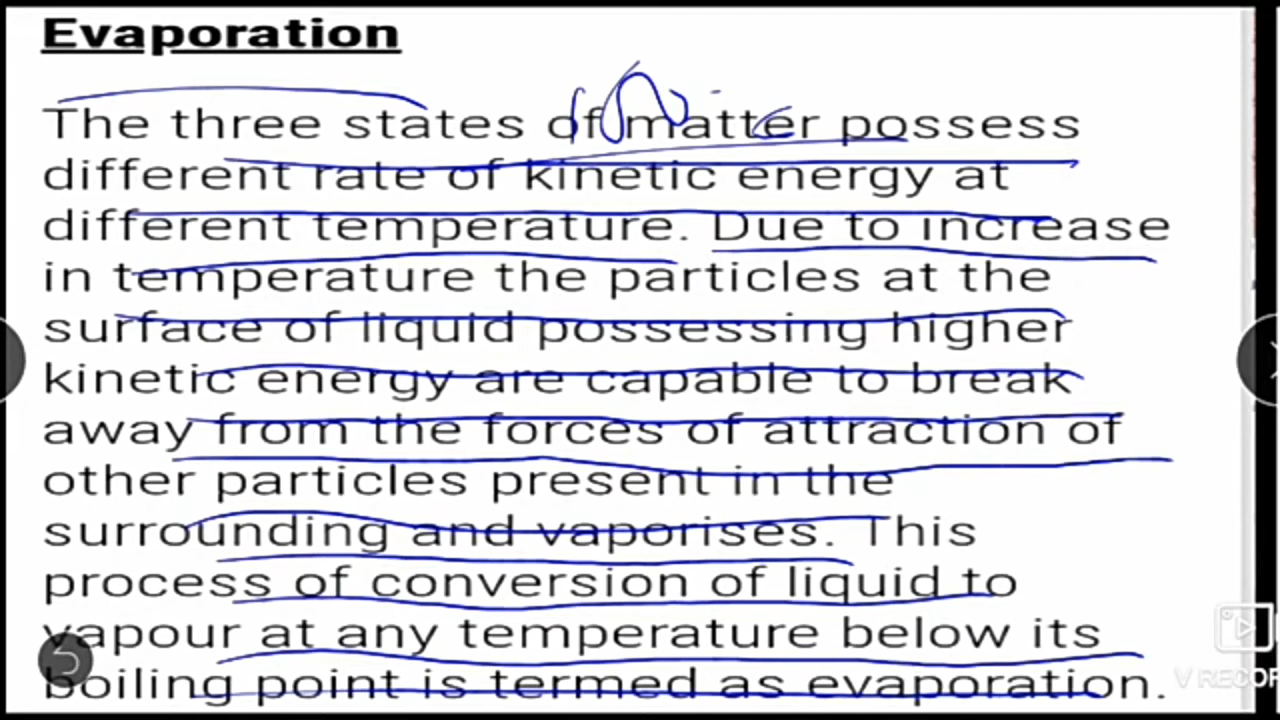 Evaporation
The three states of matter possess
different rate of kinetic energy at
different temperature. Due to increase
in temperature the particles at the
surface of liquid possessing higher
kinetic energy are capable to break
away from the forces of attraction of
other particles present in the
surrounding and vaporises. This
process of conversion of liquid to
vapour at any temperature below its
boiling point is termed as evaporation.
V RECOR